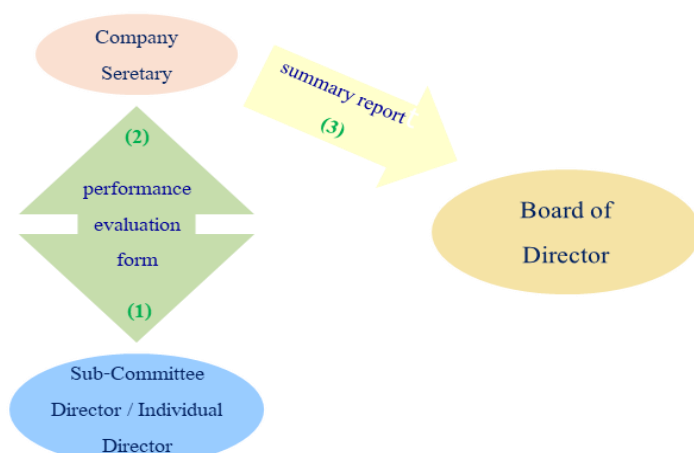 Company
Seretary
summary report
(3)
(2)
performance
evaluation
form
(1)
Board of
Director
Sub-Committee
Director / Individual
Director